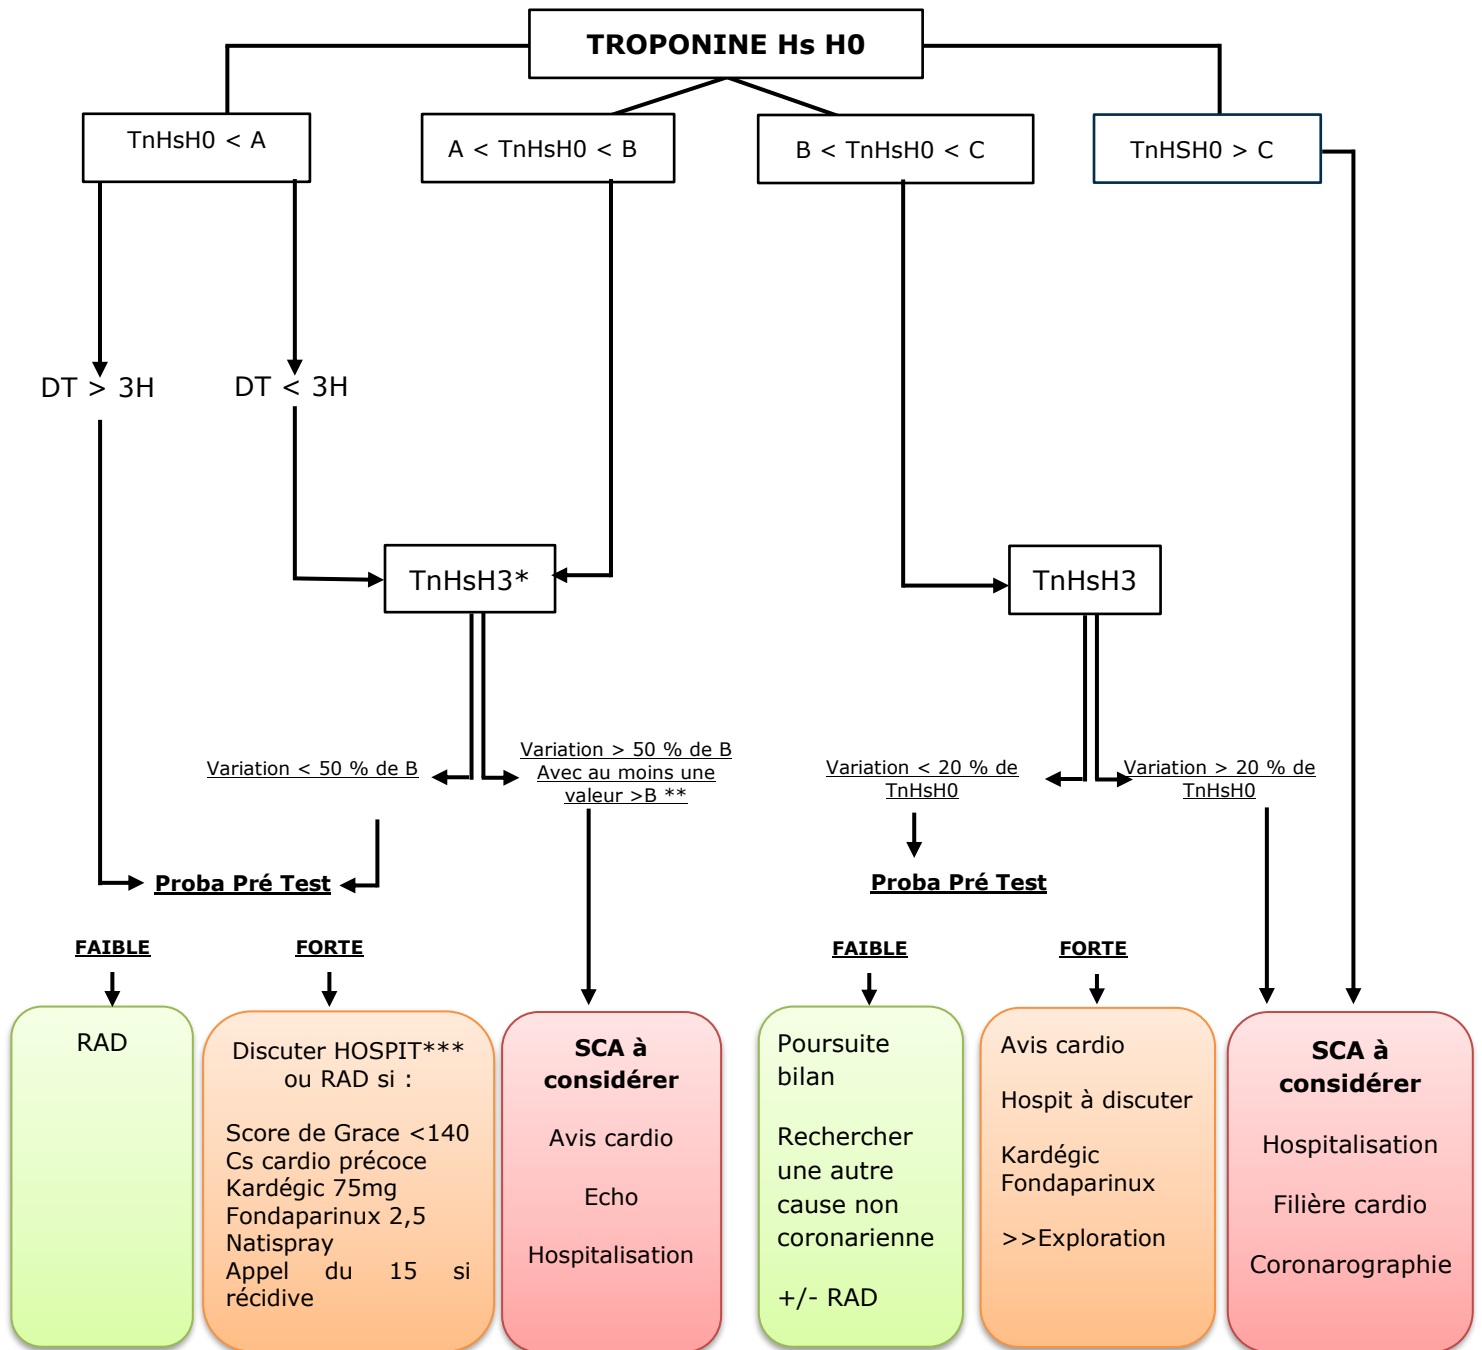 TROPONINE Hs H0
TnHsH0 < A
A < TnHsH0 < B
B < TnHsH0 < C
TnHSH0 > C
DT > 3H
DT < 3H
TnHsH3*
TnHsH3
Variation < 50 % de B
Variation > 50 % de B
Avec au moins une
valeur >B **
Variation < 20 % de
TnHsH0
Variation > 20 % de
TnHsH0
Proba Pré Test
Proba Pré Test
FAIBLE
FORTE
FAIBLE
FORTE
RAD
Discuter HOSPIT***
ou RAD si :
Score de Grace <140
Cs cardio précoce
Kardégic 75mg
Fondaparinux 2,5
Natispray
Appel du 15 si
récidive
SCA à
considérer
Avis cardio
Echo
Hospitalisation
Poursuite
bilan
Rechercher
une autre
cause non
coronarienne
+/- RAD
Avis cardio
Hospit à discuter
Kardégic
Fondaparinux
>>Exploration
SCA à
considérer
Hospitalisation
Filière cardio
Coronarographie